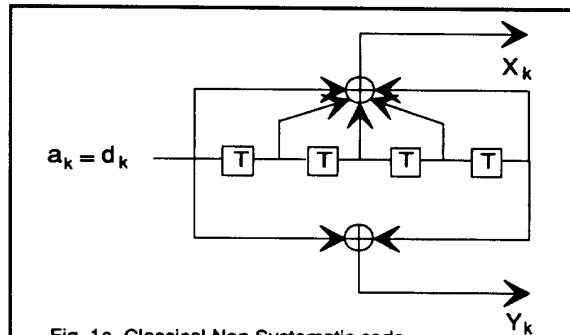 X_k
a_k = d_k
T T T T
Y_k
Fig. 1a Classical Non Systematic code